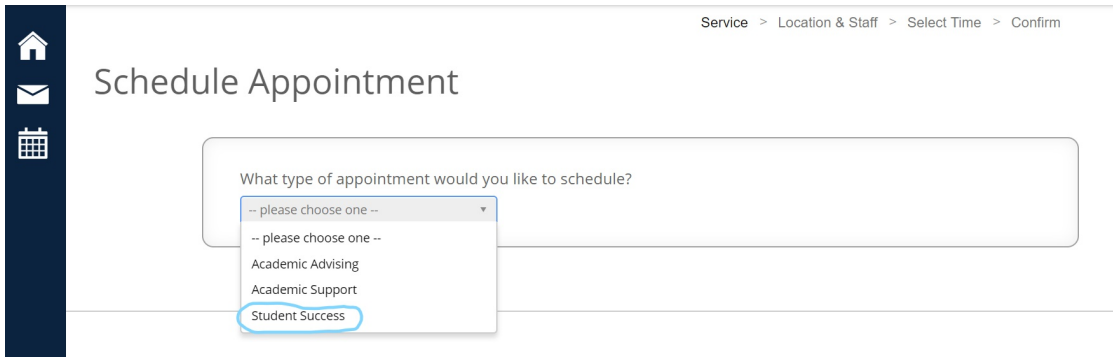 Service > Location & Staff > Select Time > Confirm
Schedule Appointment
What type of appointment would you like to schedule?
-- please choose one --
-- please choose one --
Academic Advising
Academic Support
Student Success